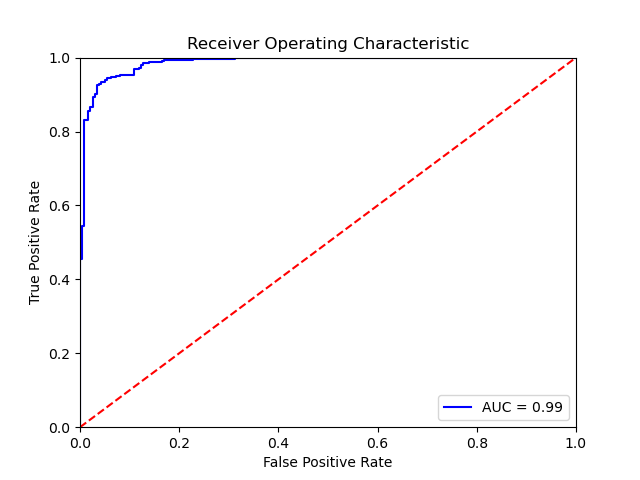 Receiver Operating Characteristic
1.0
0.8
0.6
0.4
0.2
0.0
True Positive Rate
AUC = 0.99
0.0 0.2 0.4 0.6 0.8 1.0
False Positive Rate